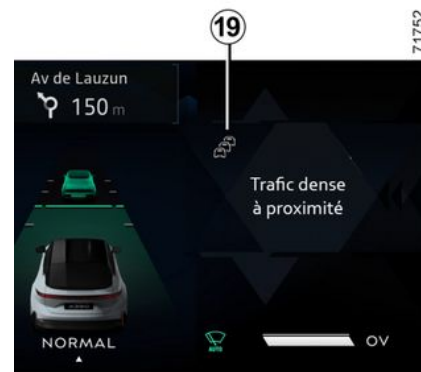 19
71752
Av de Lauzun
150 m
Trafic dense
à proximité
AUTO
NORMAL
OV